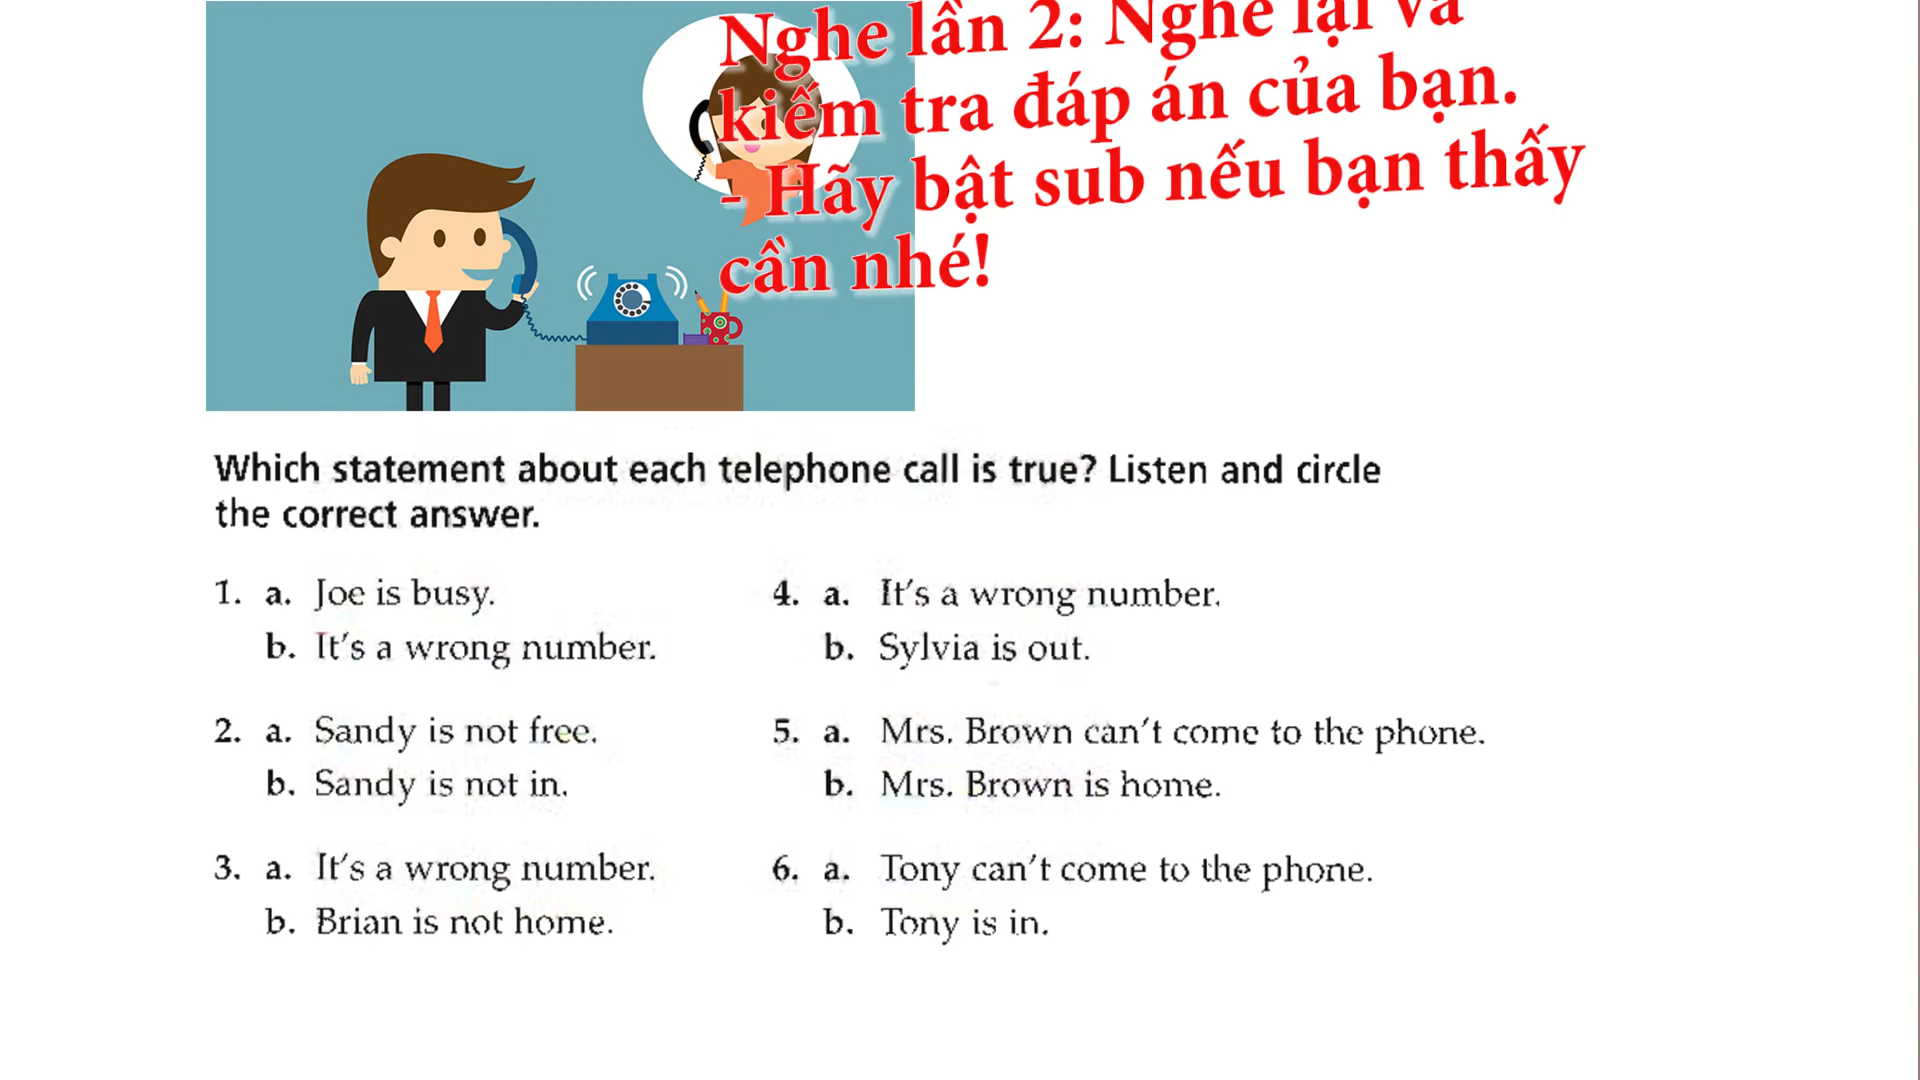 Nghe lần 2: Nghe lại và
kiểm tra đáp án của bạn.
- Hãy bật sub nếu bạn thấy
cần nhé!
Which statement about each telephone call is true? Listen and circle
the correct answer.
1. a. Joe is busy.
b. It's a wrong number.
2. a. Sandy is not free.
b. Sandy is not in.
3. a. It's a wrong number.
b. Brian is not home.
4. a. It's a wrong number.
b. Sylvia is out.
5. a. Mrs. Brown can't come to the phone.
b. Mrs. Brown is home.
6. a. Tony can't come to the phone.
b. Tony is in.